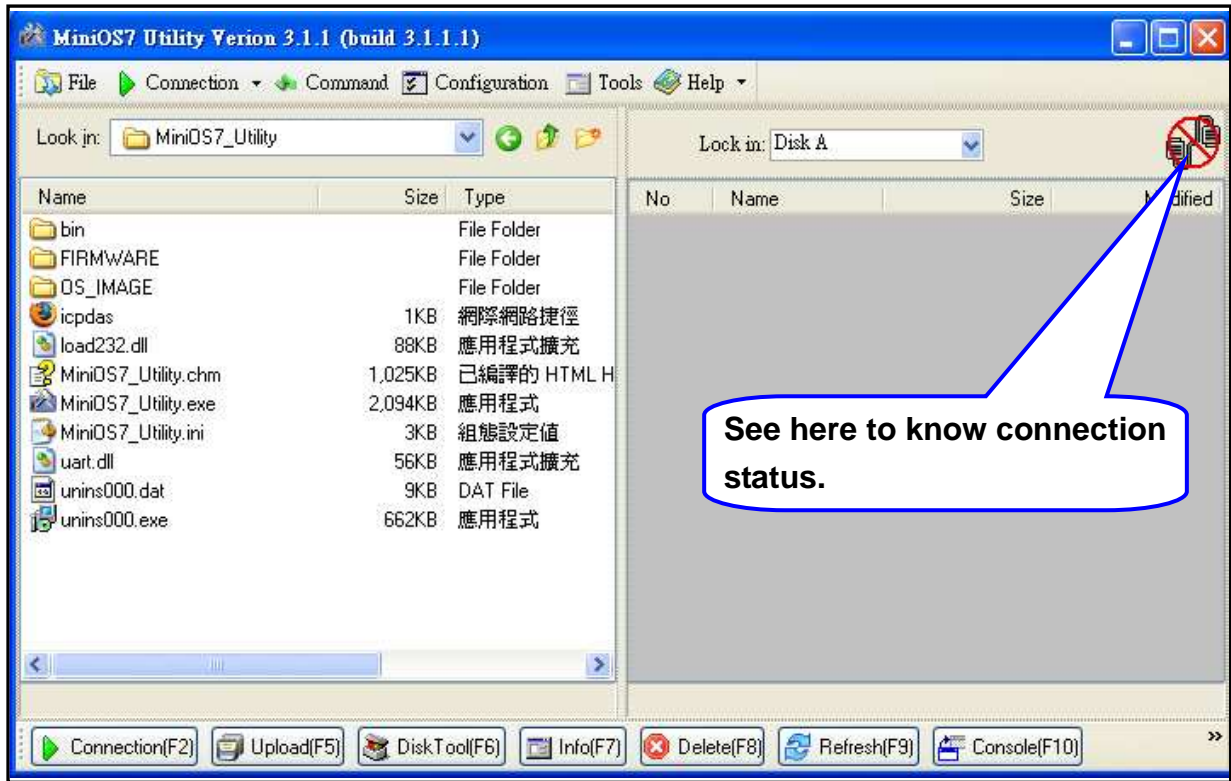 MiniOS7 Utility Verion 3.1.1 (build 3.1.1.1)
File Connection Command Configuration Tools Help
Look in: MiniOS7_Utility
Lock in: Disk A
Name Size Type
No Name Size Modified
bin File Folder
FIRMWARE File Folder
OS_IMAGE File Folder
icpdas 1KB 網際網路捷徑
load232.dll 88KB 應用程式擴充
MiniOS7_Utility.chm 1,025KB 已編譯的 HTML H
MiniOS7_Utility.exe 2,094KB 應用程式
MiniOS7_Utility.ini 3KB 組態設定值
uart.dll 56KB 應用程式擴充
unins000.dat 9KB DAT File
unins000.exe 662KB 應用程式
See here to know connection
status.
Connection(F2) Upload(F5) DiskTool(F6) Info(F7) Delete(F8) Refresh(F9) Console(F10) »